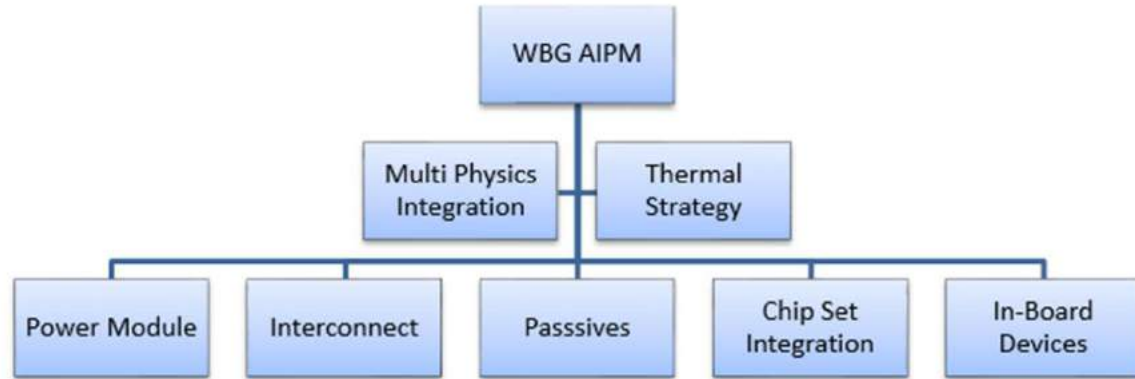 WBG AIPM
Multi Physics
Integration
Thermal
Strategy
Power Module
Interconnect
Passsives
Chip Set
Integration
In-Board
Devices